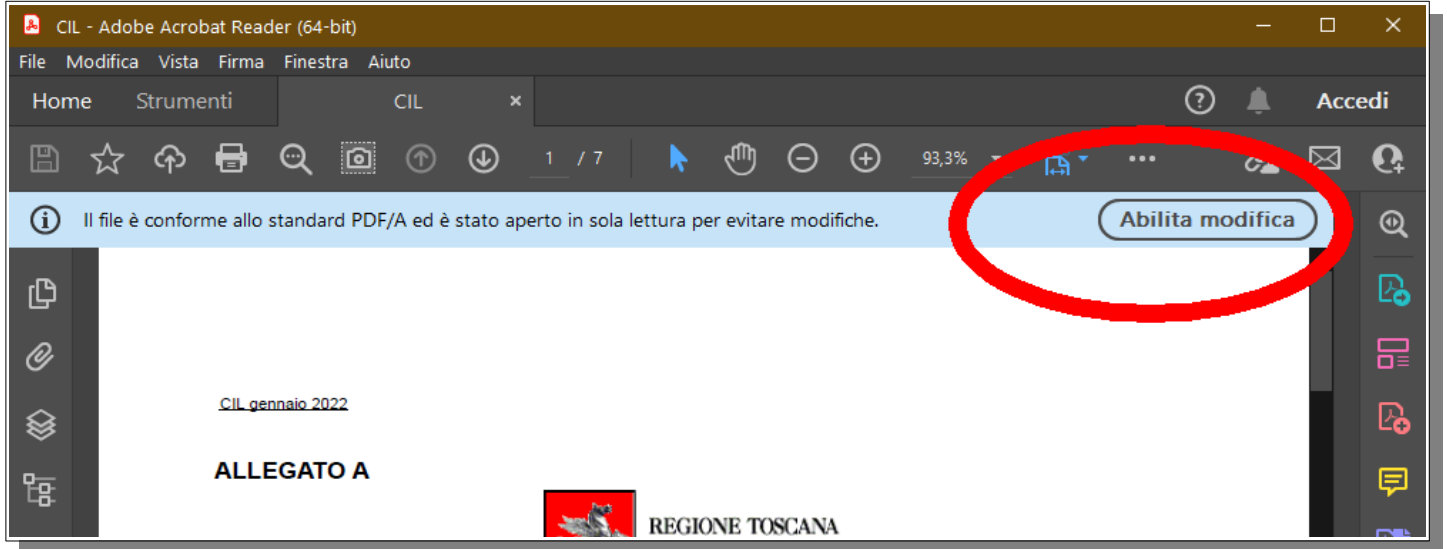 CIL - Adobe Acrobat Reader (64-bit)
File Modifica Vista Firma Finestra Aiuto
Home Strumenti CIL × Accedi
1 / 7 93,3%
Il file è conforme allo standard PDF/A ed è stato aperto in sola lettura per evitare modifiche. Abilita modifica
CIL gennaio 2022
ALLEGATO A
REGIONE TOSCANA